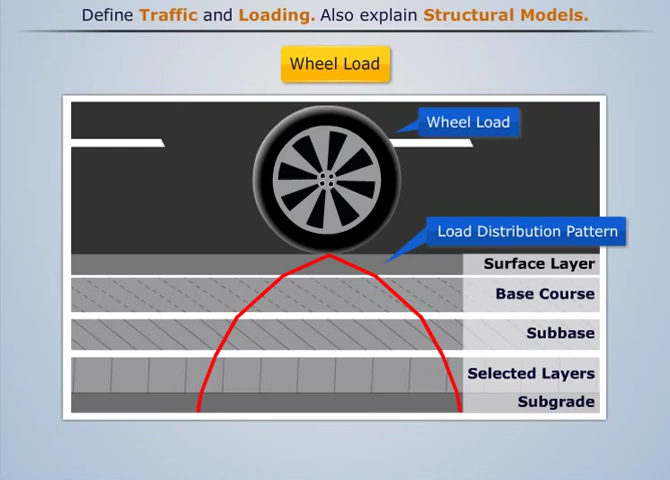 Define Traffic and Loading. Also explain Structural Models.
Wheel Load
Wheel Load
Load Distribution Pattern
Surface Layer
Base Course
Subbase
Selected Layers
Subgrade